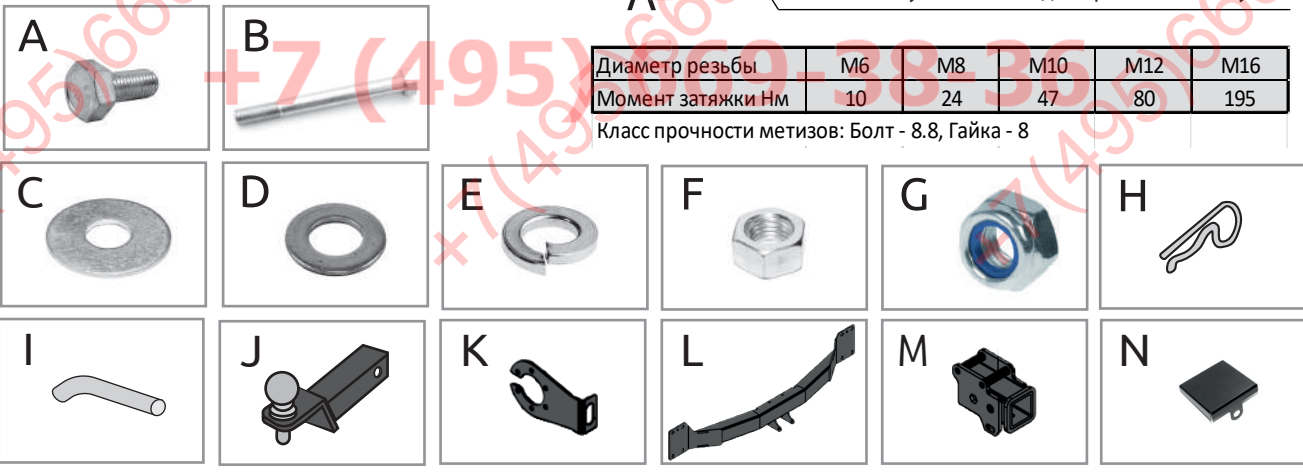 A
B
+7 (495) 669-38-36
Диаметр резьбы M6 M8 M10 M12 M16
Момент затяжки Нм 10 24 47 80 195
Класс прочности метизов: Болт - 8.8, Гайка - 8
C
D
E
F
G
H
I
J
K
L
M
N